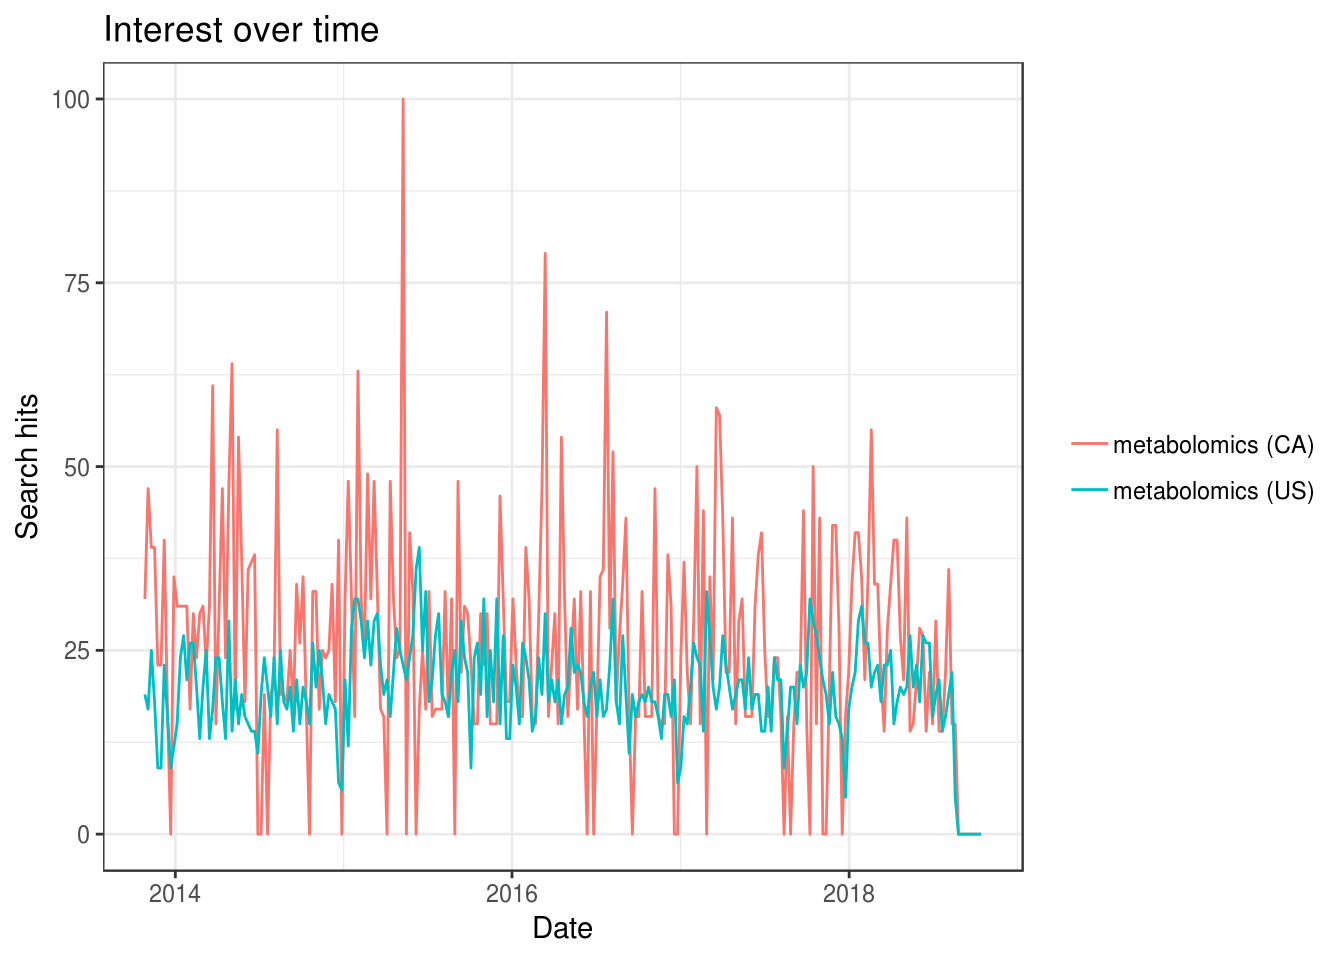 Interest over time
100
75
50
25
0
Search hits
2014
2016
2018
Date
metabolomics (CA)
metabolomics (US)